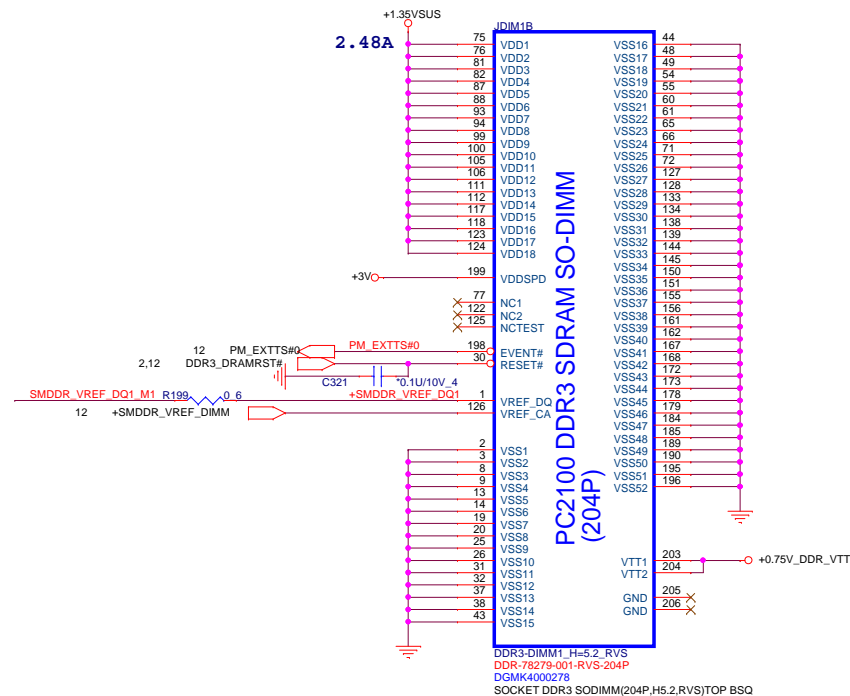 +1.35VSUS
2.48A
JDIM1B
75 VDD1 VSS16 44
76 VDD2 VSS17 48
81 VDD3 VSS18 49
82 VDD4 VSS19 54
87 VDD5 VSS20 55
88 VDD6 VSS21 60
93 VDD7 VSS22 61
94 VDD8 VSS23 65
99 VDD9 VSS24 66
100 VDD10 VSS25 71
105 VDD11 VSS26 72
106 VDD12 VSS27 127
111 VDD13 VSS28 128
112 VDD14 VSS29 133
117 VDD15 VSS30 134
118 VDD16 VSS31 138
123 VDD17 VSS32 139
124 VDD18 VSS33 144
VSS34 145
+3V 199 VDDSPD VSS35 150
VSS36 151
77 NC1 VSS37 155
122 NC2 VSS38 156
125 NCTEST VSS39 161
VSS40 162
12 PM_EXTTS#0 PM_EXTTS#0 198 EVENT# VSS41 167
2,12 DDR3_DRAMRST# 30 RESET# VSS42 168
VSS43 172
C321 *0.1U/10V_4 VSS44 173
SMDDR_VREF_DQ1_M1 R199 0_6 +SMDDR_VREF_DQ1 1 VREF_DQ VSS45 178
12 +SMDDR_VREF_DIMM 126 VREF_CA VSS46 179
VSS47 184
VSS48 185
2 VSS1 VSS49 189
3 VSS2 VSS50 190
8 VSS3 VSS51 195
9 VSS4 VSS52 196
13 VSS5
14 VSS6
19 VSS7
20 VSS8
25 VSS9
26 VSS10 VTT1 203 +0.75V_DDR_VTT
31 VSS11 VTT2 204
32 VSS12
37 VSS13 GND 205
38 VSS14 GND 206
43 VSS15
PC2100 DDR3 SDRAM SO-DIMM
(204P)
DDR3-DIMM1_H=5.2_RVS
DDR-78279-001-RVS-204P
DGMK4000278
SOCKET DDR3 SODIMM(204P,H5.2,RVS)TOP BSQ